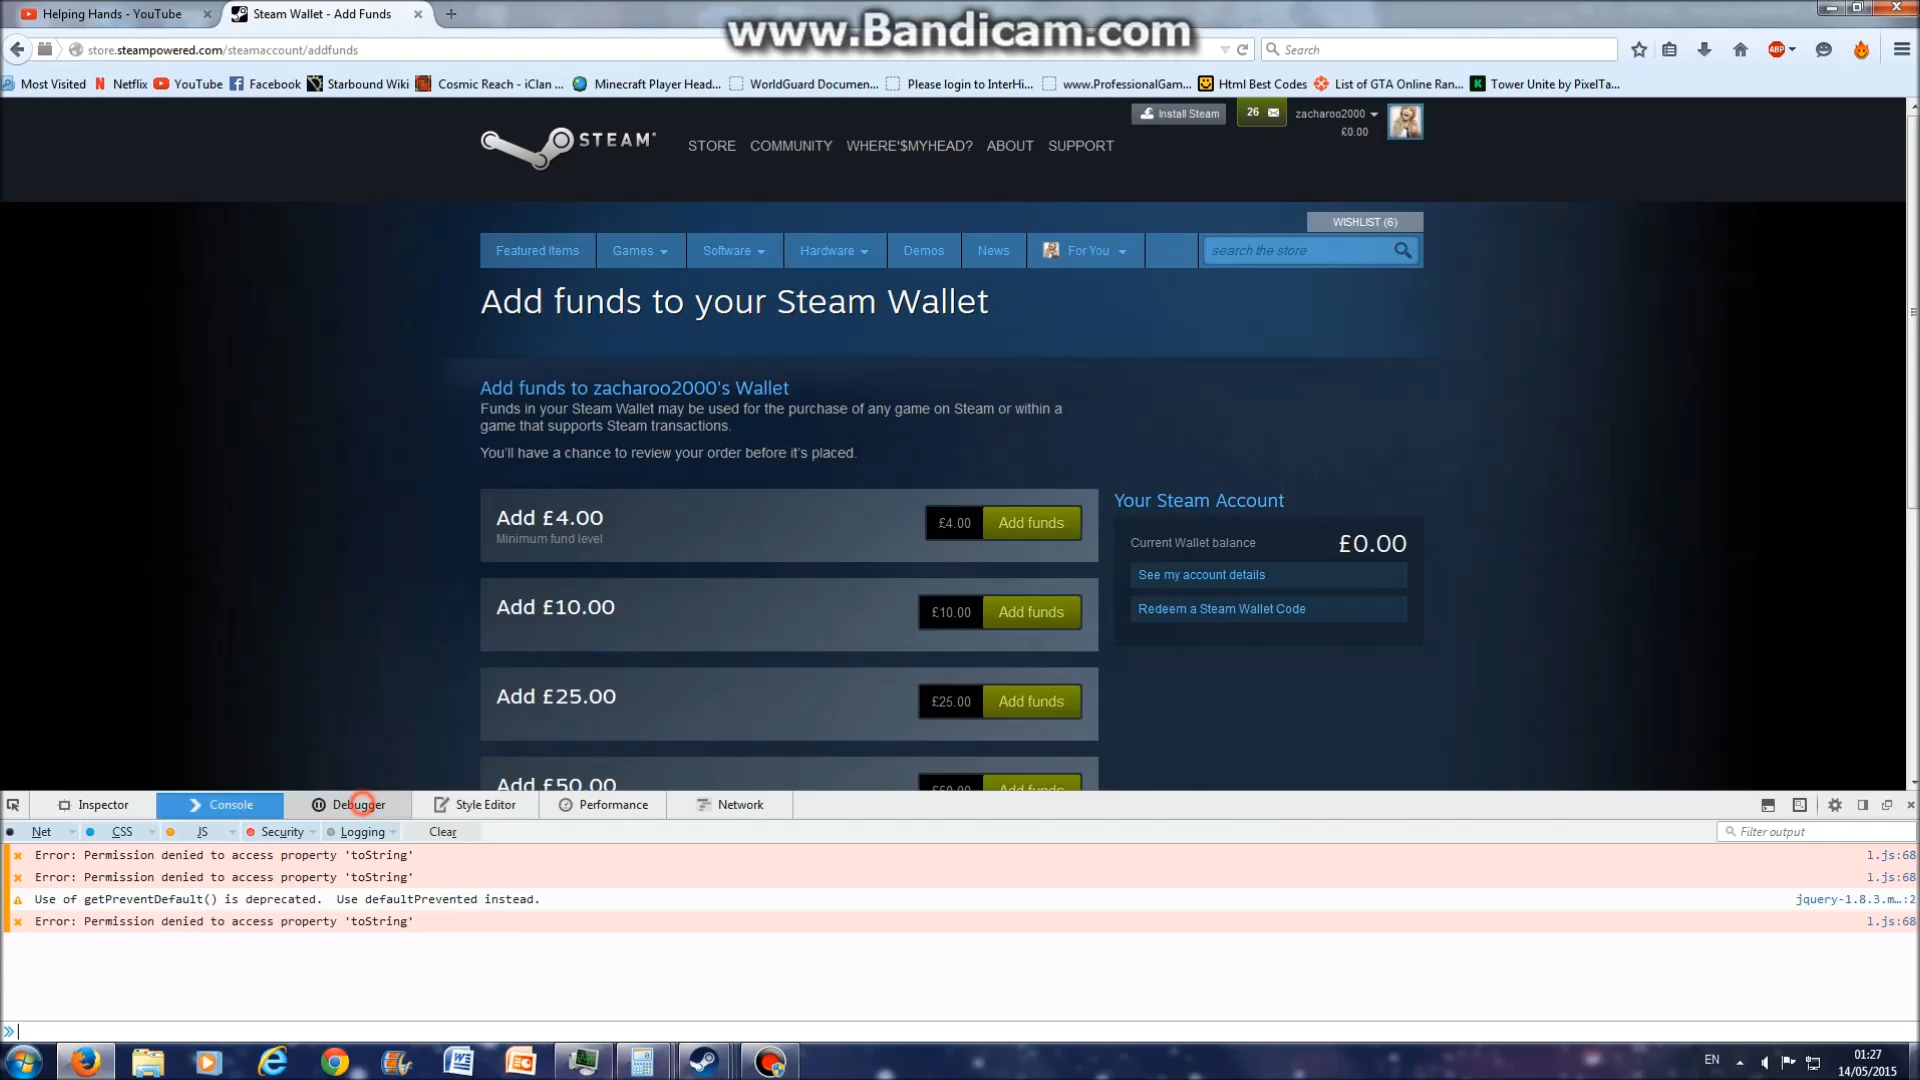 Helping Hands - YouTube
Steam Wallet - Add Funds
www.Bandicam.com
store.steampowered.com/steamaccount/addfunds
Search
ABP
Most Visited
Netflix
YouTube
Facebook
Starbound Wiki
Cosmic Reach - iClan ...
Minecraft Player Head...
WorldGuard Documen...
Please login to InterHi...
www.ProfessionalGam...
Html Best Codes
List of GTA Online Ran...
Tower Unite by PixelTa...
Install Steam
26
zacharoo2000
£0.00
STEAM
STORE
COMMUNITY
WHERE'$MYHEAD?
ABOUT
SUPPORT
WISHLIST (6)
Featured Items
Games
Software
Hardware
Demos
News
For You
search the store
Add funds to your Steam Wallet
Add funds to zacharoo2000's Wallet
Funds in your Steam Wallet may be used for the purchase of any game on Steam or within a
game that supports Steam transactions.
You'll have a chance to review your order before it's placed.
Add £4.00
Minimum fund level
£4.00
Add funds
Add £10.00
£10.00
Add funds
Add £25.00
£25.00
Add funds
Add £50.00
£50.00
Add funds
Your Steam Account
Current Wallet balance
£0.00
See my account details
Redeem a Steam Wallet Code
Inspector
Console
Debugger
Style Editor
Performance
Network
Net
CSS
JS
Security
Logging
Clear
Filter output
Error: Permission denied to access property 'toString'
1.js:68
Error: Permission denied to access property 'toString'
1.js:68
Use of getPreventDefault() is deprecated.  Use defaultPrevented instead.
jquery-1.8.3.m…:2
Error: Permission denied to access property 'toString'
1.js:68
EN
01:27
14/05/2015